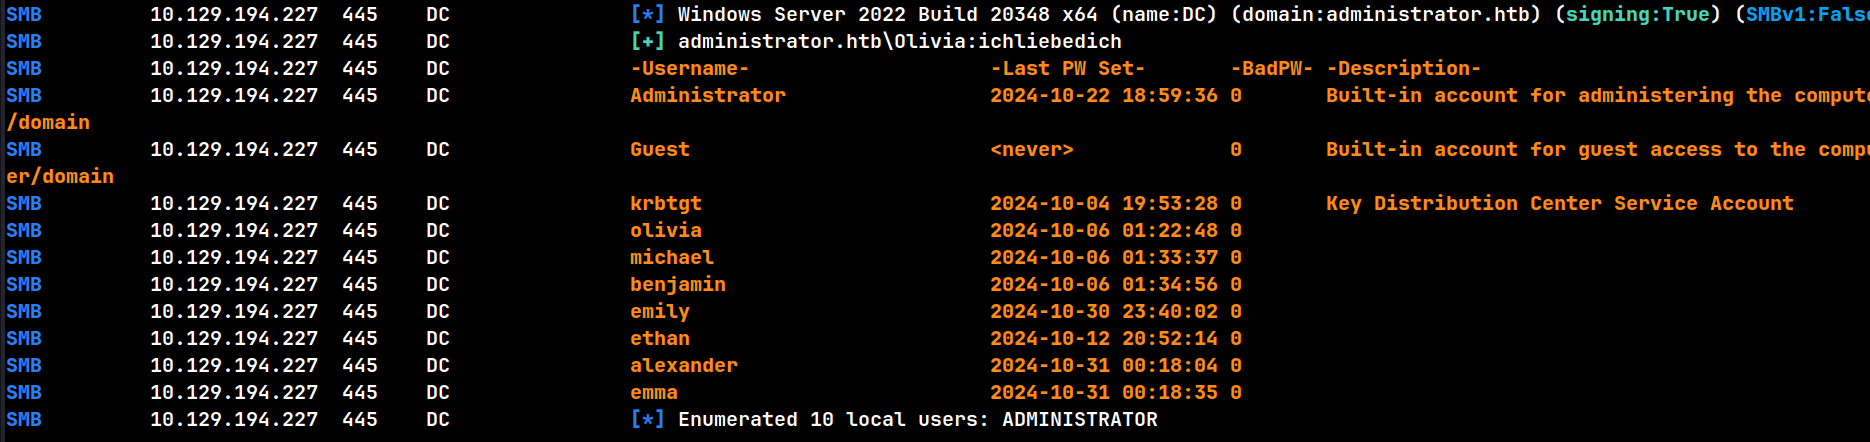 SMB 10.129.194.227 445 DC [*] Windows Server 2022 Build 20348 x64 (name:DC) (domain:administrator.htb) (signing:True) (SMBv1:False
SMB 10.129.194.227 445 DC [+] administrator.htb\Olivia:ichliebedich
SMB 10.129.194.227 445 DC -Username- -Last PW Set- -BadPW- -Description-
SMB 10.129.194.227 445 DC Administrator 2024-10-22 18:59:36 0 Built-in account for administering the compute
/domain
SMB 10.129.194.227 445 DC Guest <never> 0 Built-in account for guest access to the compu
er/domain
SMB 10.129.194.227 445 DC krbtgt 2024-10-04 19:53:28 0 Key Distribution Center Service Account
SMB 10.129.194.227 445 DC olivia 2024-10-06 01:22:48 0
SMB 10.129.194.227 445 DC michael 2024-10-06 01:33:37 0
SMB 10.129.194.227 445 DC benjamin 2024-10-06 01:34:56 0
SMB 10.129.194.227 445 DC emily 2024-10-30 23:40:02 0
SMB 10.129.194.227 445 DC ethan 2024-10-12 20:52:14 0
SMB 10.129.194.227 445 DC alexander 2024-10-31 00:18:04 0
SMB 10.129.194.227 445 DC emma 2024-10-31 00:18:35 0
SMB 10.129.194.227 445 DC [*] Enumerated 10 local users: ADMINISTRATOR